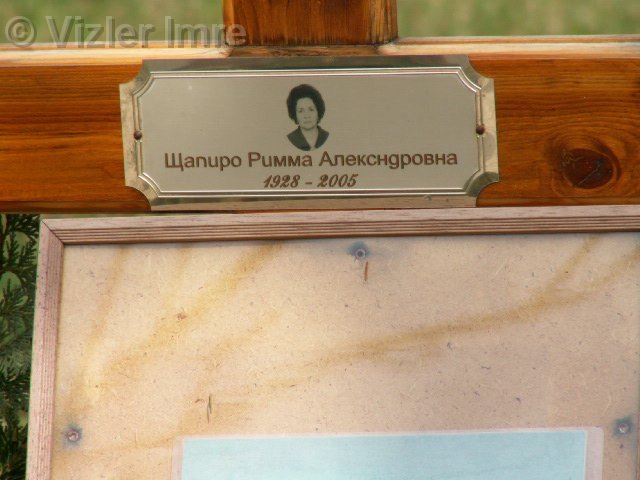 © Vizler Imre
Щапиро Римма Алексндровна
1928 - 2005